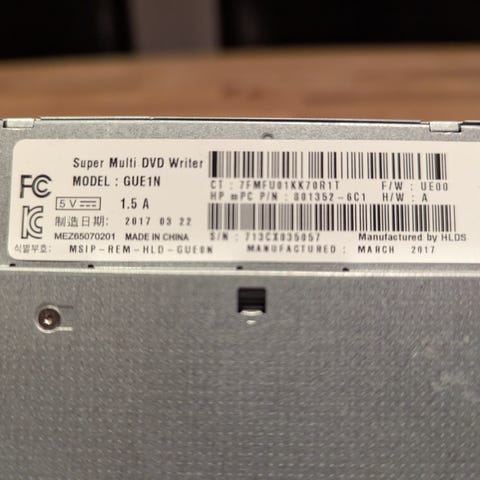 Super Multi DVD Writer
MODEL : GUE1N
5 V 1.5 A
制造日期: 2017 03 22
MEZ65070201 MADE IN CHINA
식별부호: MSIP-REM-HLD-GUE0N
FC
CT : 7FMFU01KK70R1T F/W : UE00
HP mPC P/N : 801352-6C1 H/W : A
S/N : 713CX035057 Manufactured by HLDS
MANUFACTURED : MARCH 2017